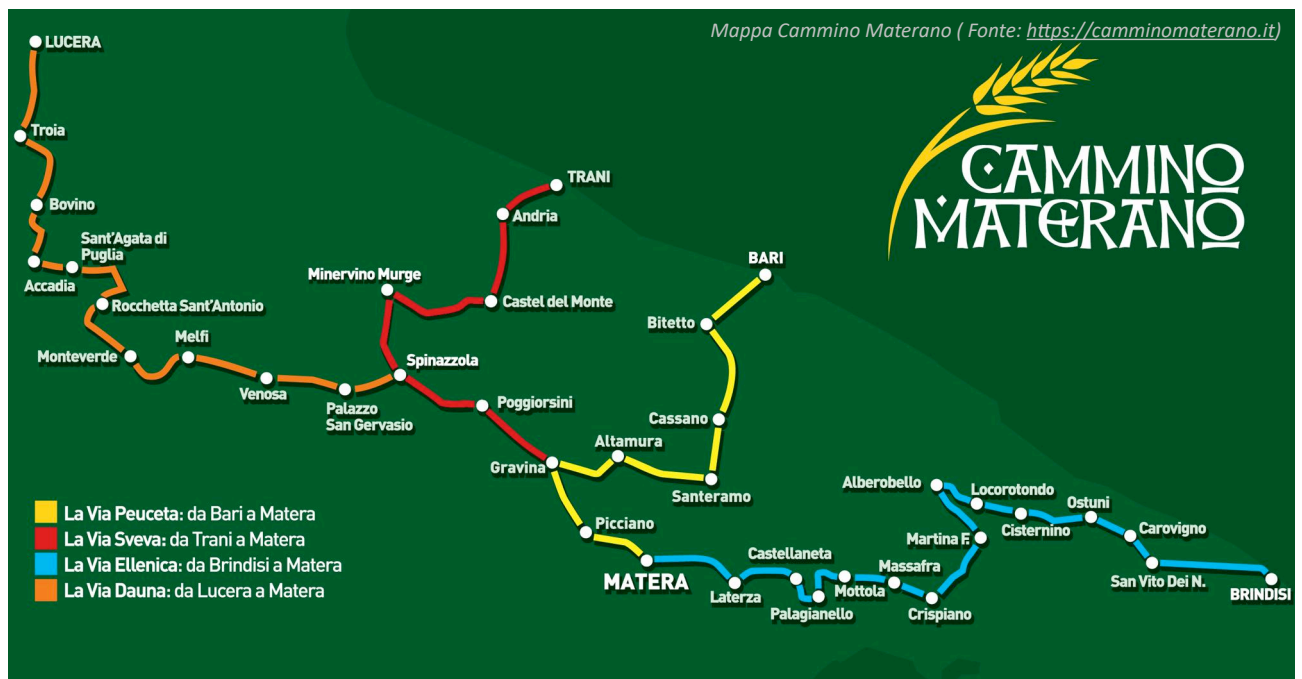 Mappa Cammino Materano ( Fonte: https://camminomaterano.it)
CAMMINO
MATERANO
LUCERA
Troia
Bovino
Sant'Agata di
Puglia
Accadia
Rocchetta Sant'Antonio
Monteverde
Melfi
Venosa
Palazzo
San Gervasio
TRANI
Andria
Minervino Murge
Castel del Monte
Spinazzola
Poggiorsini
BARI
Bitetto
Cassano
Altamura
Gravina
Santeramo
Picciano
MATERA
Laterza
Castellaneta
Palagianello
Mottola
Massafra
Crispiano
Martina F.
Alberobello
Locorotondo
Cisternino
Ostuni
Carovigno
San Vito Dei N.
BRINDISI
La Via Peuceta: da Bari a Matera
La Via Sveva: da Trani a Matera
La Via Ellenica: da Brindisi a Matera
La Via Dauna: da Lucera a Matera